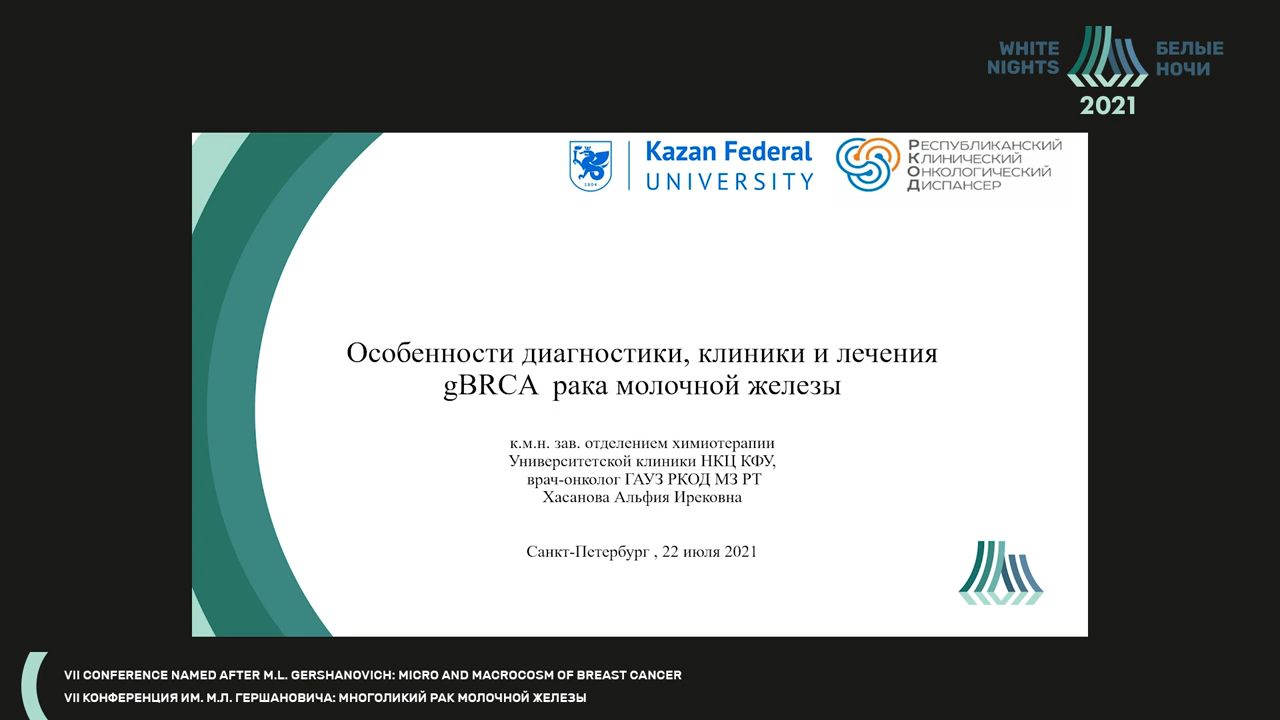 WHITE NIGHTS
БЕЛЫЕ НОЧИ
2021
1804
Kazan Federal
UNIVERSITY
РЕСПУБЛИКАНСКИЙ
КЛИНИЧЕСКИЙ
ОНКОЛОГИЧЕСКИЙ
ДИСПАНСЕР
Особенности диагностики, клиники и лечения
gBRCA рака молочной железы
к.м.н. зав. отделением химиотерапии
Университетской клиники НКЦ КФУ,
врач-онколог ГАУЗ РКОД МЗ РТ
Хасанова Альфия Ирековна
Санкт-Петербург , 22 июля 2021
VII CONFERENCE NAMED AFTER M.L. GERSHANOVICH: MICRO AND MACROCOSM OF BREAST CANCER
VII КОНФЕРЕНЦИЯ ИМ. М.Л. ГЕРШАНОВИЧА: МНОГОЛИКИЙ РАК МОЛОЧНОЙ ЖЕЛЕЗЫ